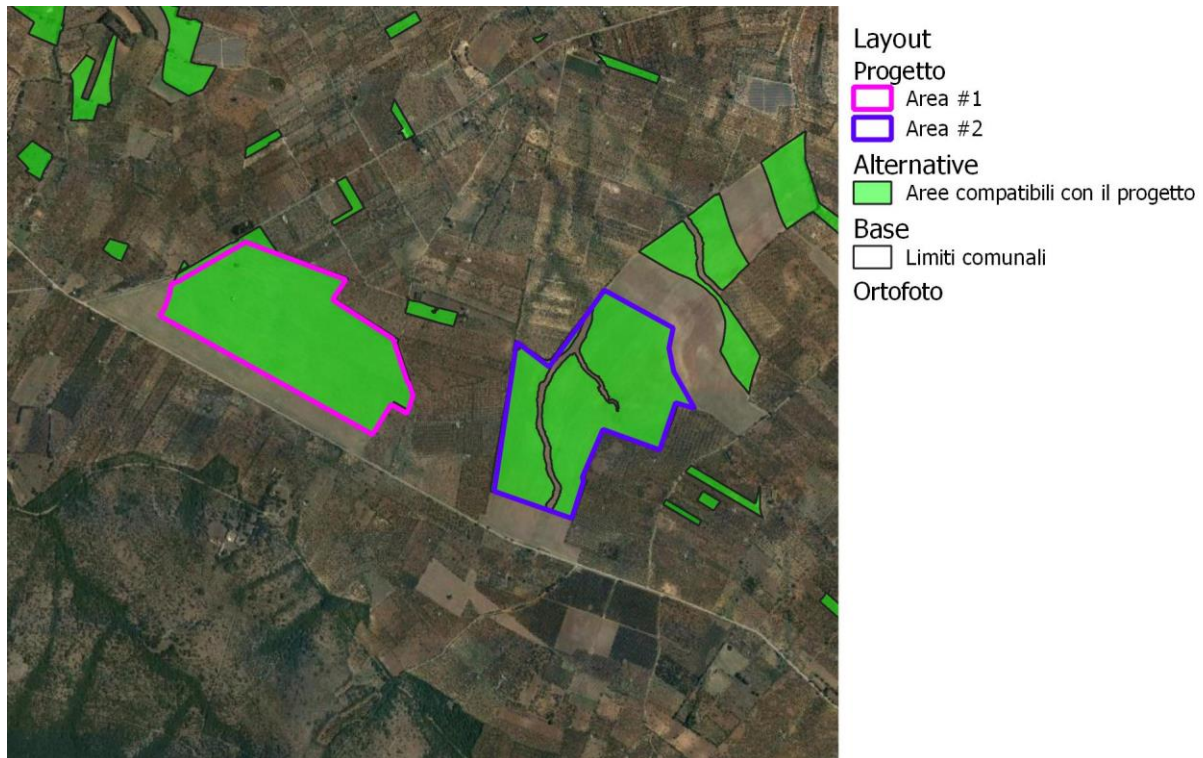 Layout
Progetto
Area #1
Area #2
Alternative
Aree compatibili con il progetto
Base
Limiti comunali
Ortofoto